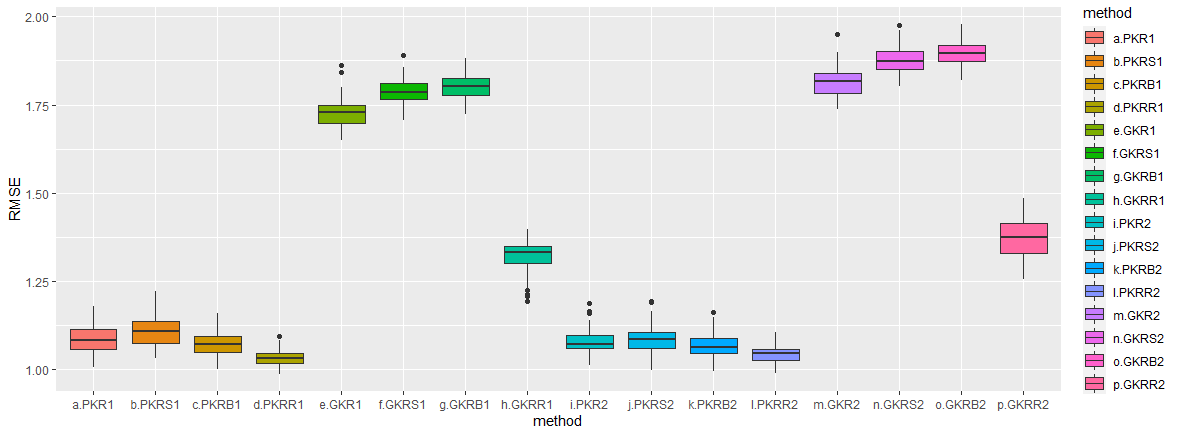 RMSE
2.00
1.75
1.50
1.25
1.00
a.PKR1 b.PKRS1 c.PKRB1 d.PKRR1 e.GKR1 f.GKRS1 g.GKRB1 h.GKRR1 i.PKR2 j.PKRS2 k.PKRB2 l.PKRR2 m.GKR2 n.GKRS2 o.GKRB2 p.GKRR2
method
method
a.PKR1
b.PKRS1
c.PKRB1
d.PKRR1
e.GKR1
f.GKRS1
g.GKRB1
h.GKRR1
i.PKR2
j.PKRS2
k.PKRB2
l.PKRR2
m.GKR2
n.GKRS2
o.GKRB2
p.GKRR2